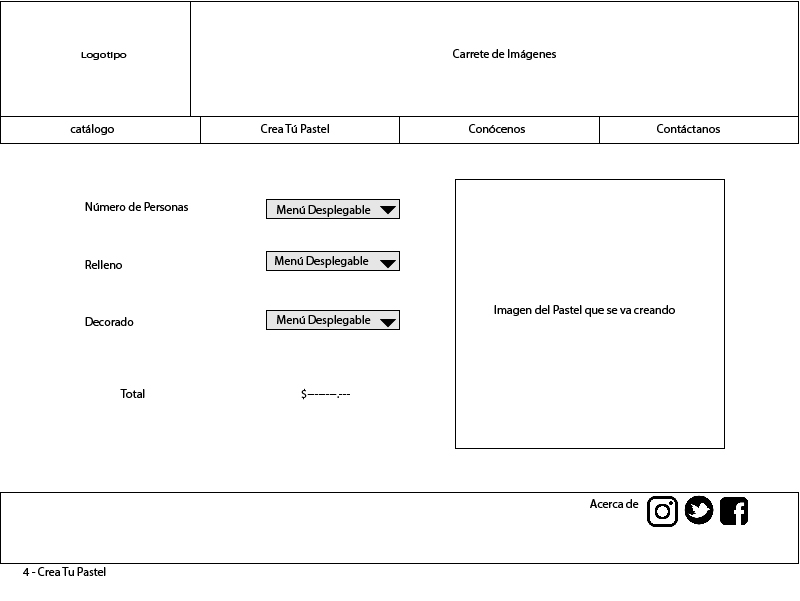 Logotipo
Carrete de Imágenes
catálogo
Crea Tú Pastel
Conócenos
Contáctanos
Número de Personas
Menú Desplegable
Relleno
Menú Desplegable
Decorado
Menú Desplegable
Imagen del Pastel que se va creando
Total
$--------.---
Acerca de
4 - Crea Tu Pastel